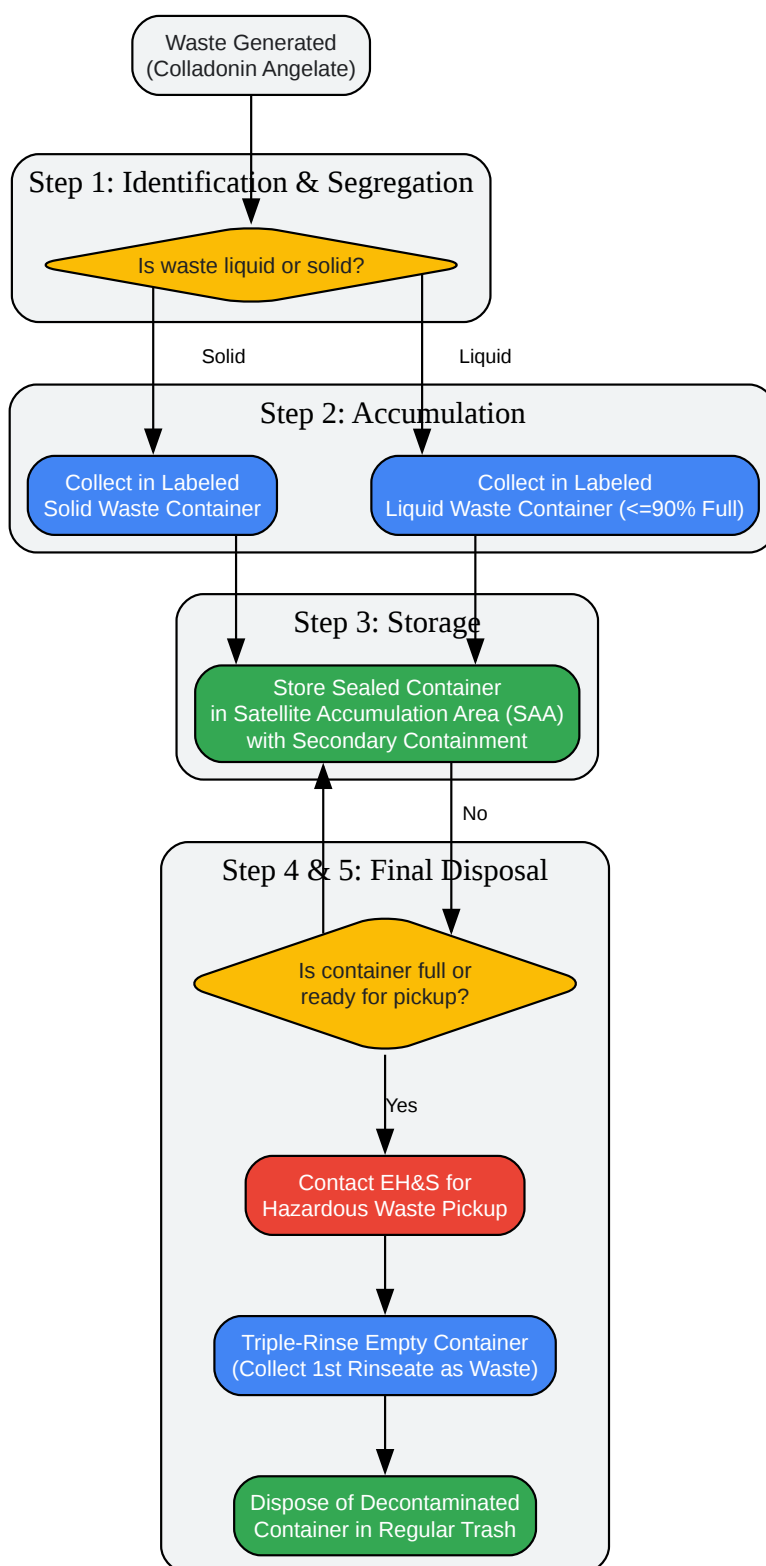 Waste Generated
(Colladonin Angelate)
Step 1: Identification & Segregation
Is waste liquid or solid?
Solid
Liquid
Step 2: Accumulation
Collect in Labeled
Solid Waste Container
Collect in Labeled
Liquid Waste Container (<=90% Full)
Step 3: Storage
Store Sealed Container
in Satellite Accumulation Area (SAA)
with Secondary Containment
No
Step 4 & 5: Final Disposal
Is container full or
ready for pickup?
Yes
Contact EH&S for
Hazardous Waste Pickup
Triple-Rinse Empty Container
(Collect 1st Rinseate as Waste)
Dispose of Decontaminated
Container in Regular Trash